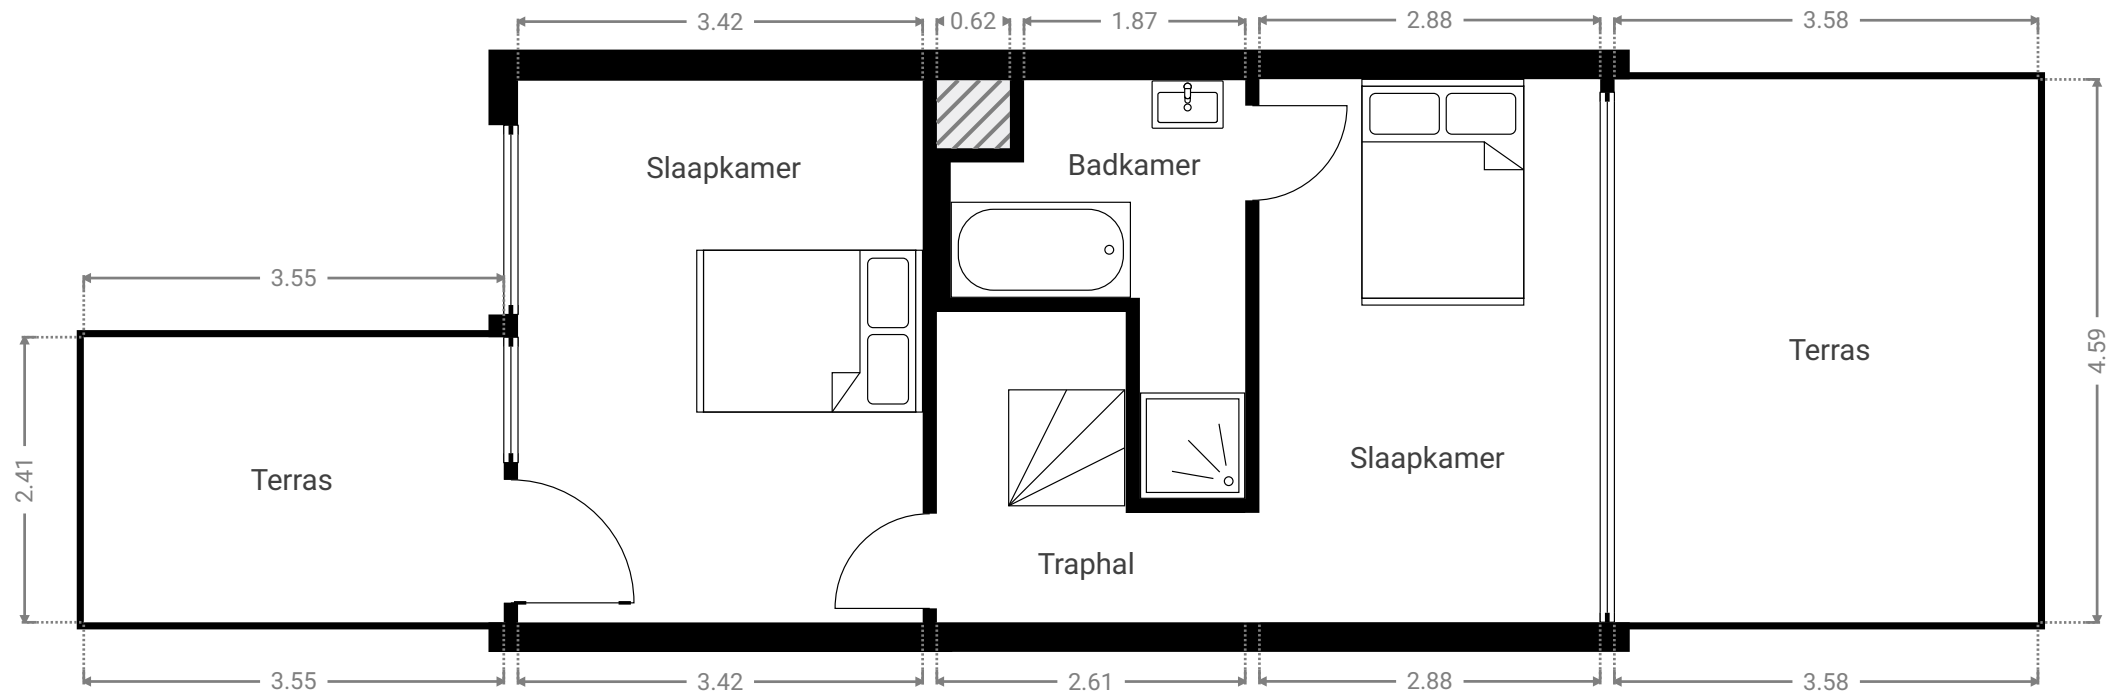 3.42
0.62
1.87
2.88
3.58
Slaapkamer
Badkamer
3.55
Terras
4.59
Slaapkamer
2.41
Terras
Traphal
3.55
3.42
2.61
2.88
3.58